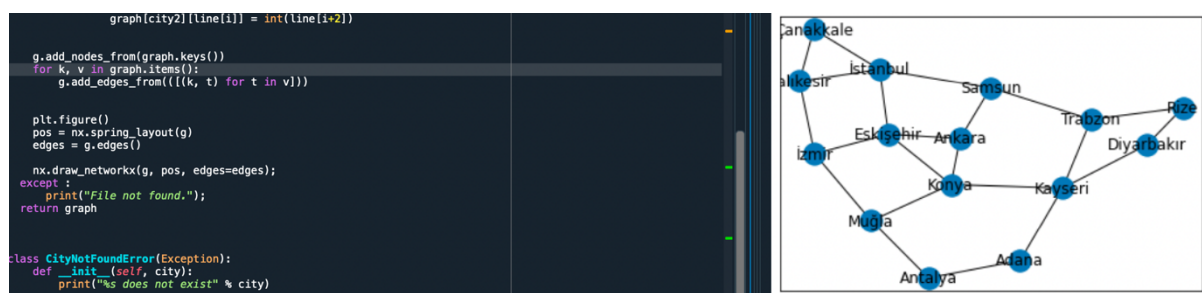 graph[city2][line[i]] = int(line[i+2])
g.add_nodes_from(graph.keys())
for k, v in graph.items():
g.add_edges_from(([(k, t) for t in v]))
plt.figure()
pos = nx.spring_layout(g)
edges = g.edges()
nx.draw_networkx(g, pos, edges=edges);
except :
print("File not found.");
return graph
class CityNotFoundError(Exception):
def __init__(self, city):
print("%s does not exist" % city)
Çanakkale
İstanbul
alıkesir
Samsun
Rize
Trabzon
Eskişehir
Ankara
Diyarbakır
İzmir
Konya
Kayseri
Muğla
Adana
Antalya